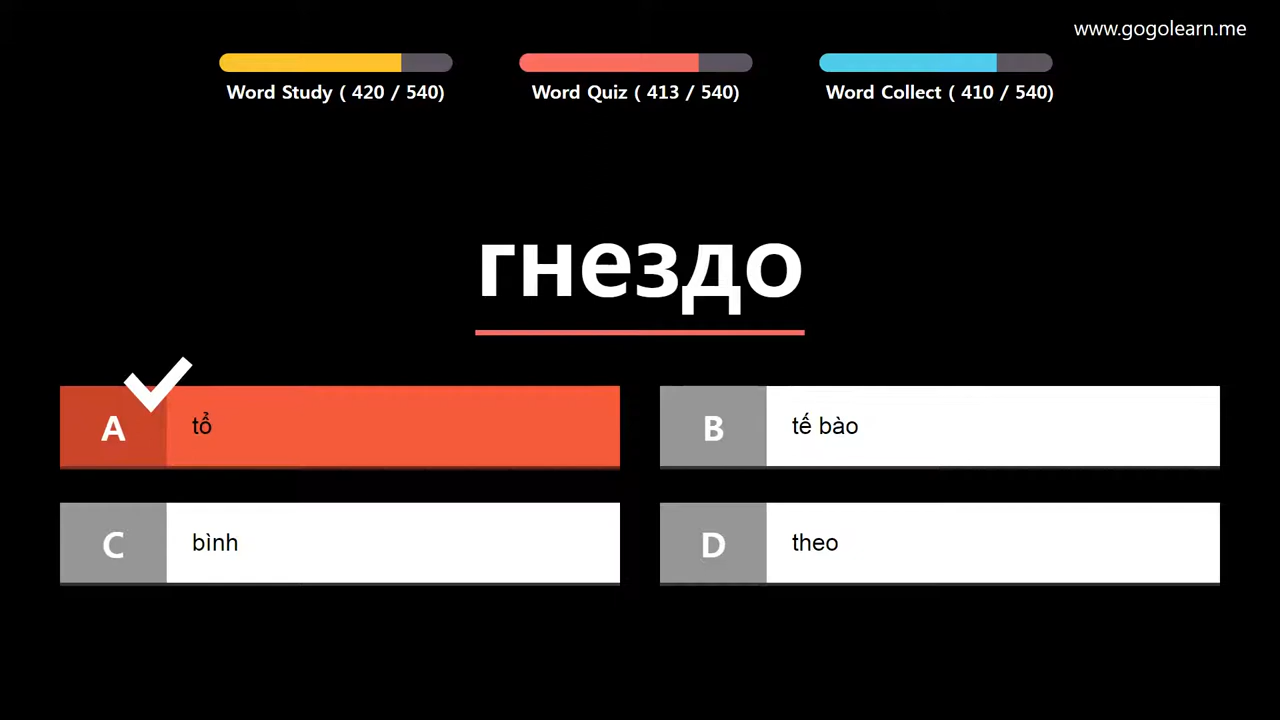 www.gogolearn.me
Word Study ( 420 / 540)
Word Quiz ( 413 / 540)
Word Collect ( 410 / 540)
гнездо
A tổ
B tế bào
C bình
D theo